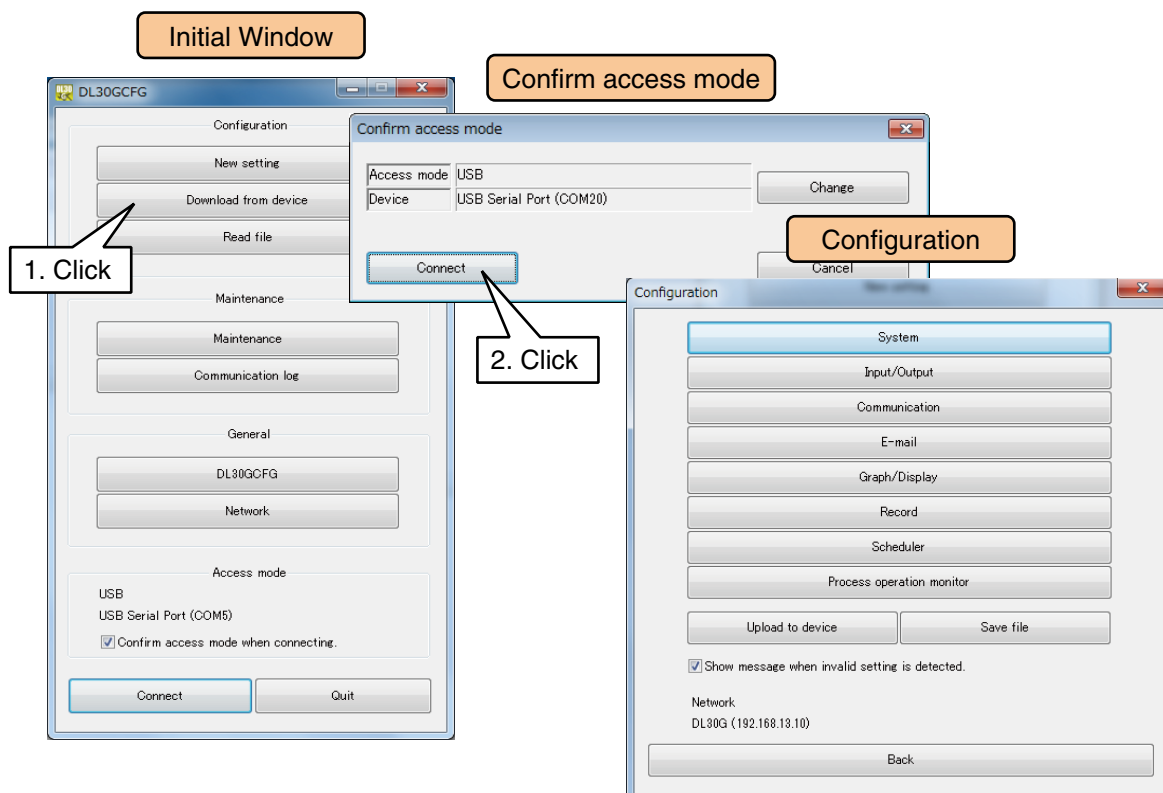 Initial Window
DL30GCFG
Configuration
New setting
Download from device
Read file
1. Click
Maintenance
Maintenance
Communication log
General
DL30GCFG
Network
Access mode
USB
USB Serial Port (COM5)
Confirm access mode when connecting.
Connect
Quit
Confirm access mode
Confirm access mode
Access mode
USB
Device
USB Serial Port (COM20)
Change
Connect
Cancel
2. Click
Configuration
Configuration
New setting
System
Input/Output
Communication
E-mail
Graph/Display
Record
Scheduler
Process operation monitor
Upload to device
Save file
Show message when invalid setting is detected.
Network
DL30G (192.168.13.10)
Back